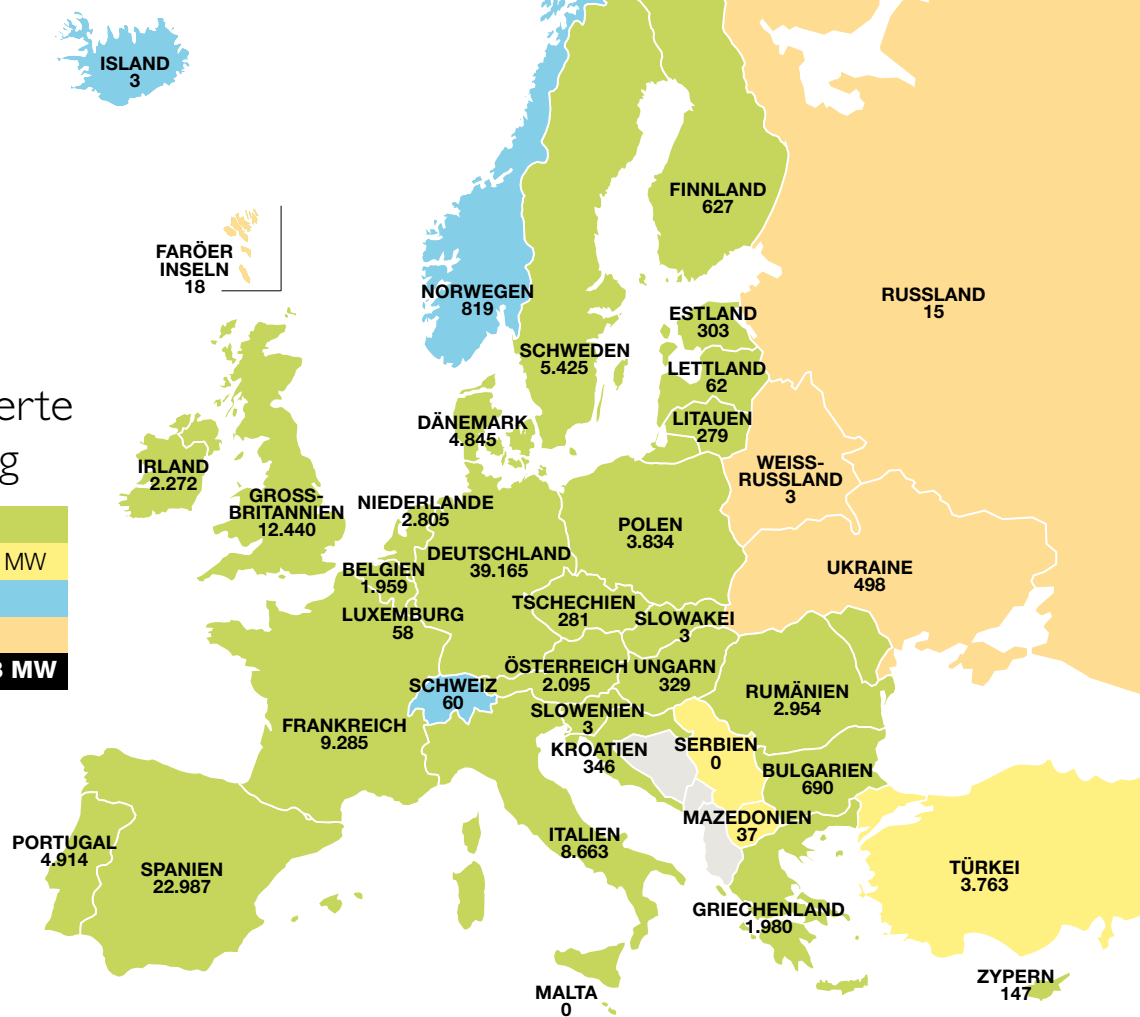 ISLAND
3
FINNLAND
627
FARÖER
INSELN
18
NORWEGEN
819
RUSSLAND
15
ESTLAND
303
SCHWEDEN
5.425
LETTLAND
62
erte
g
DÄNEMARK
4.845
LITAUEN
279
IRLAND
2.272
WEISS-
RUSSLAND
3
GROSS-
BRITANNIEN
12.440
NIEDERLANDE
2.805
POLEN
3.834
MW
DEUTSCHLAND
39.165
BELGIEN
1.959
UKRAINE
498
TSCHECHIEN
281
LUXEMBURG
58
SLOWAKEI
3
MW
ÖSTERREICH
2.095
UNGARN
329
SCHWEIZ
60
RUMÄNIEN
2.954
SLOWENIEN
3
FRANKREICH
9.285
KROATIEN
346
SERBIEN
0
BULGARIEN
690
MAZEDONIEN
37
PORTUGAL
4.914
ITALIEN
8.663
SPANIEN
22.987
TÜRKEI
3.763
GRIECHENLAND
1.980
ZYPERN
147
MALTA
0